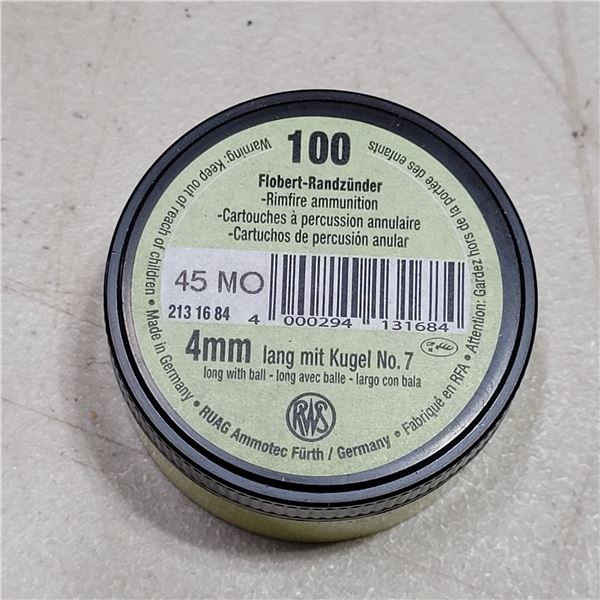 100
Flobert-Randzünder
-Rimfire ammunition
-Cartouches à percussion annulaire
-Cartuchos de percusión anular
45 MO
213 16 84
4 000294 131684
4mm lang mit Kugel No. 7
long with ball - long avec balle - largo con bala
RWS
Warning: Keep out of reach of children • Made in Germany • RUAG Ammotec Fürth / Germany • Fabriqué en RFA • Attention: Gardez hors de la portée des enfants